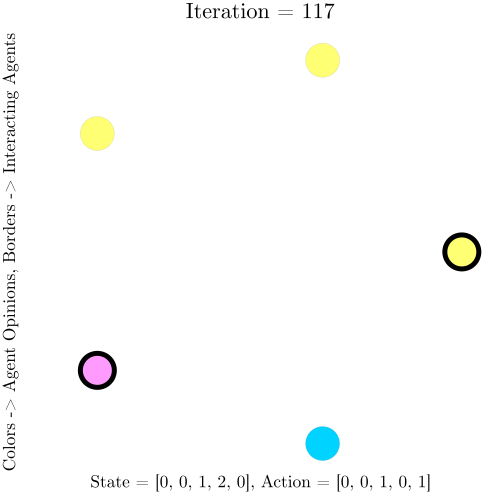 Iteration = 117
Colors -> Agent Opinions, Borders -> Interacting Agents
State = [0, 0, 1, 2, 0], Action = [0, 0, 1, 0, 1]